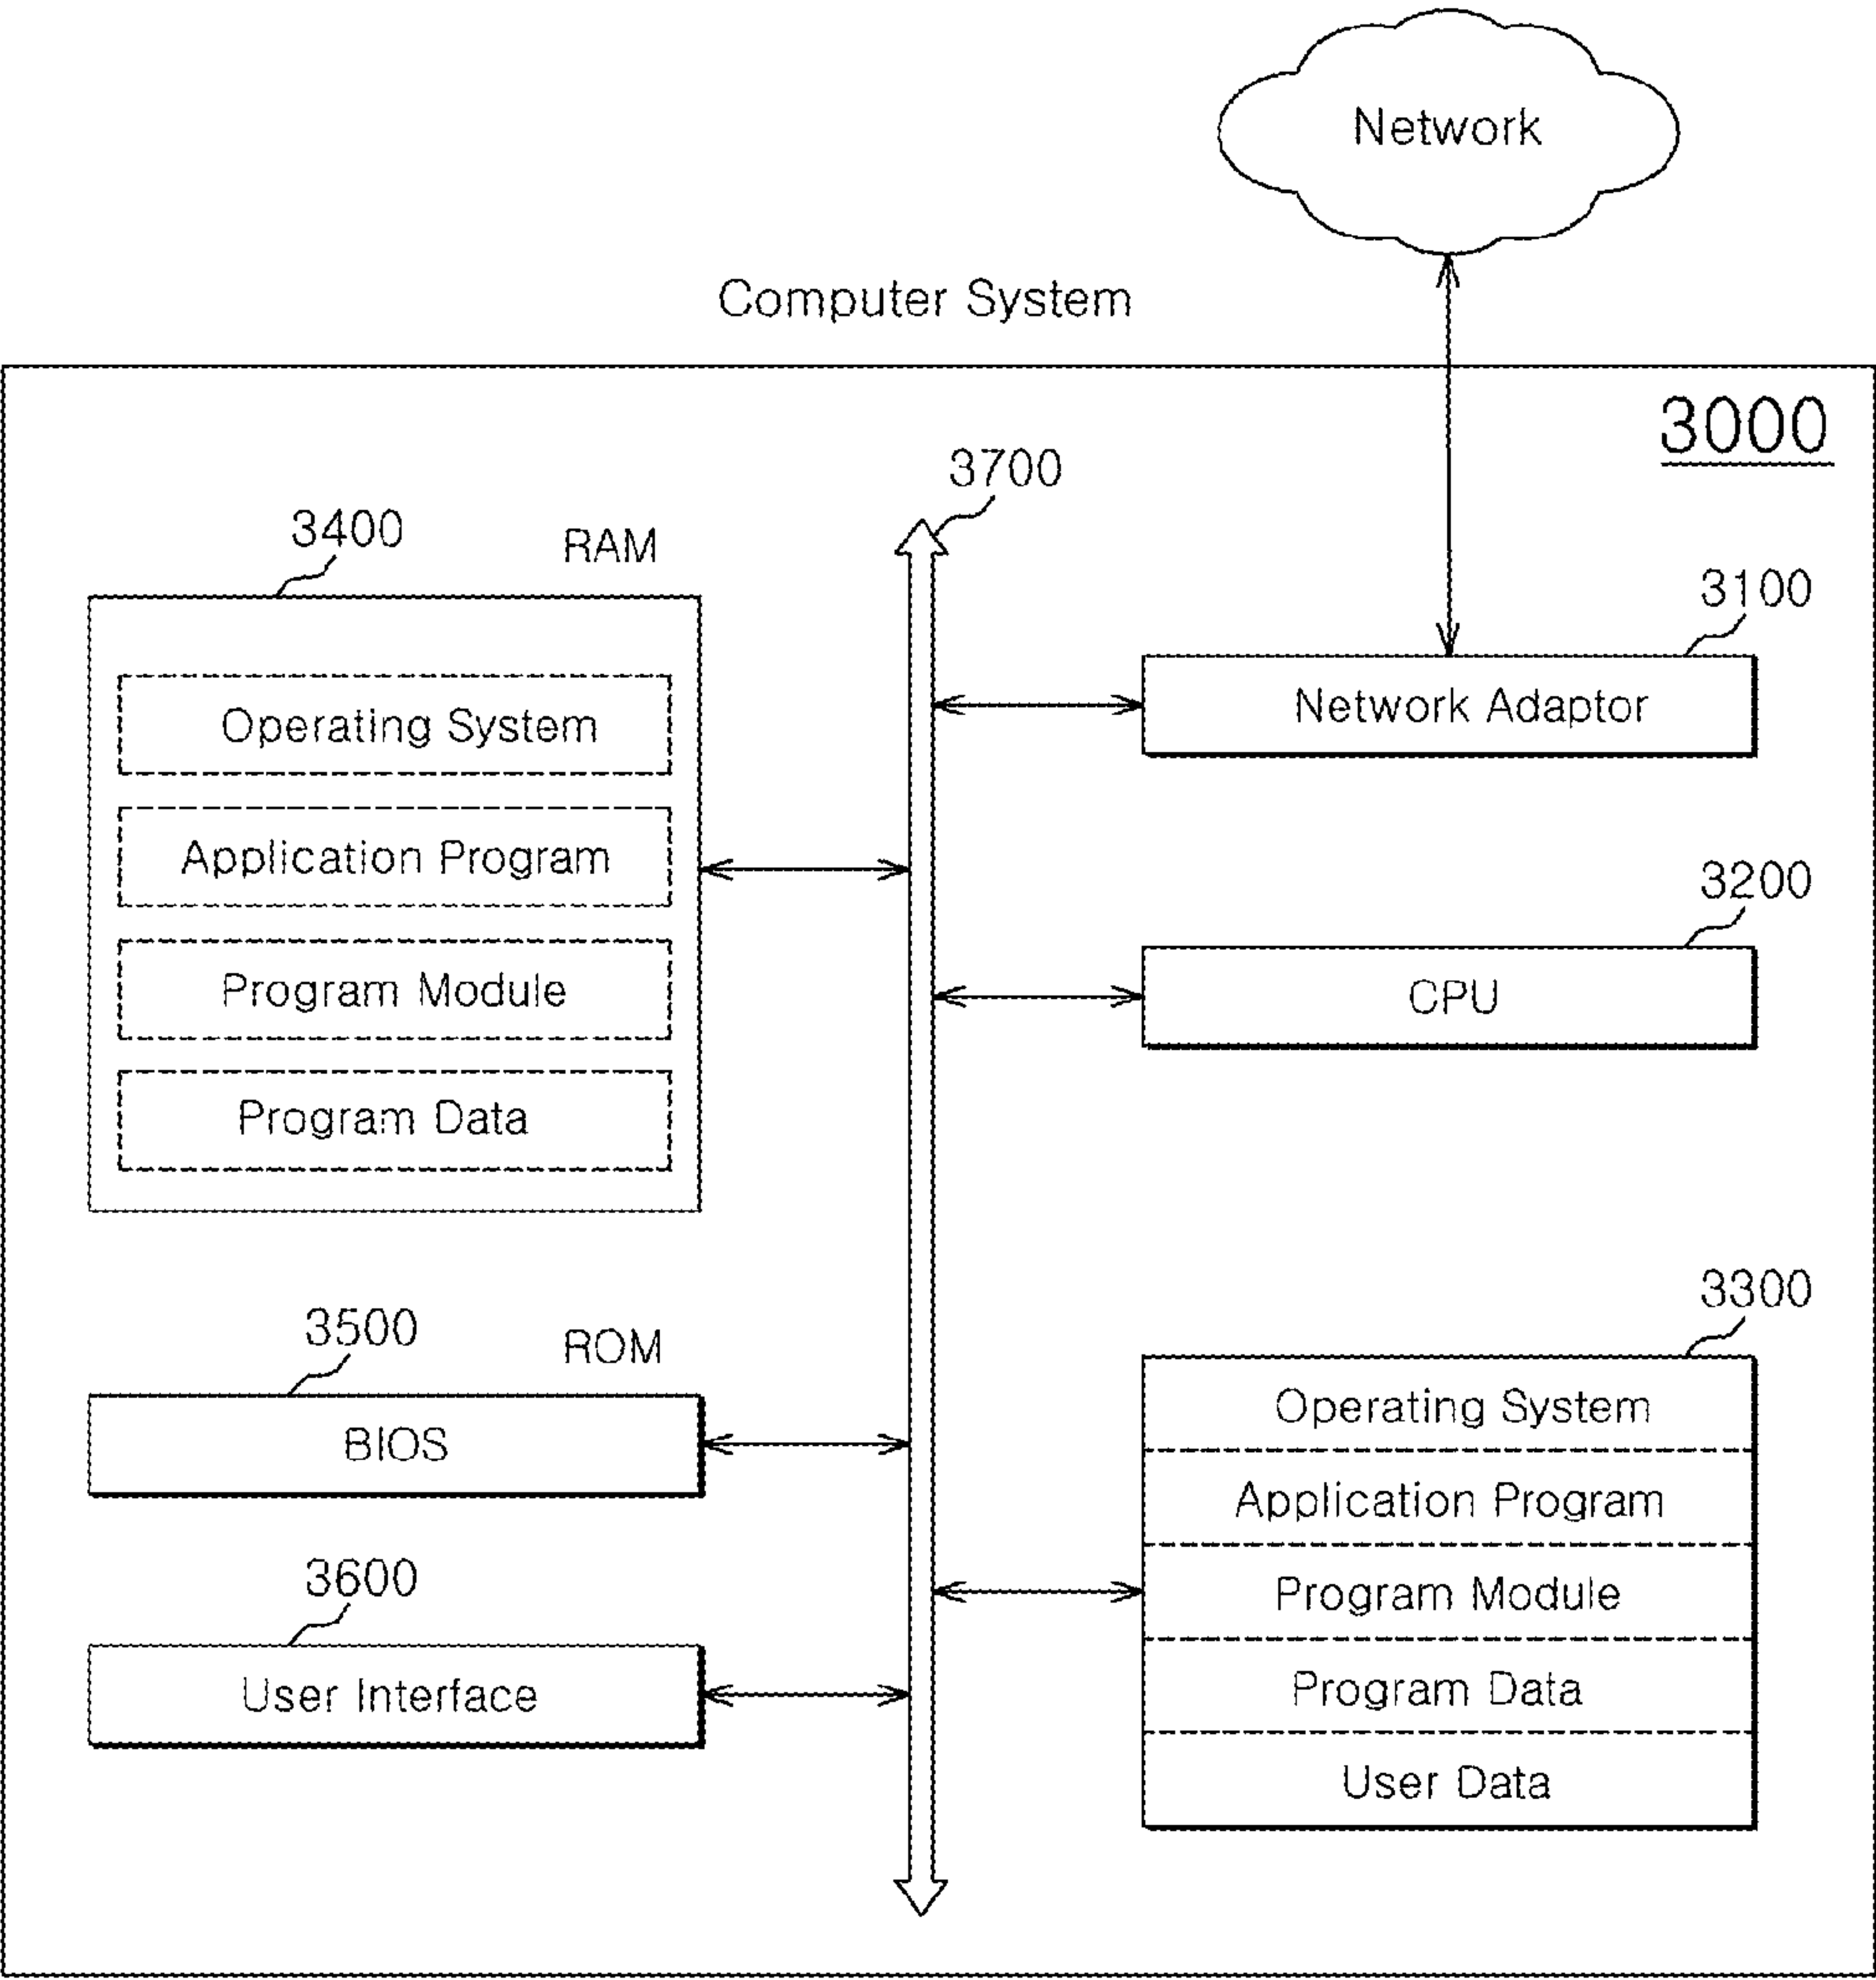 Network
Computer System
3000
3700
3400
RAM
Operating System
Application Program
Program Module
Program Data
3100
Network Adaptor
3200
CPU
3500
ROM
BIOS
3600
User Interface
3300
Operating System
Application Program
Program Module
Program Data
User Data